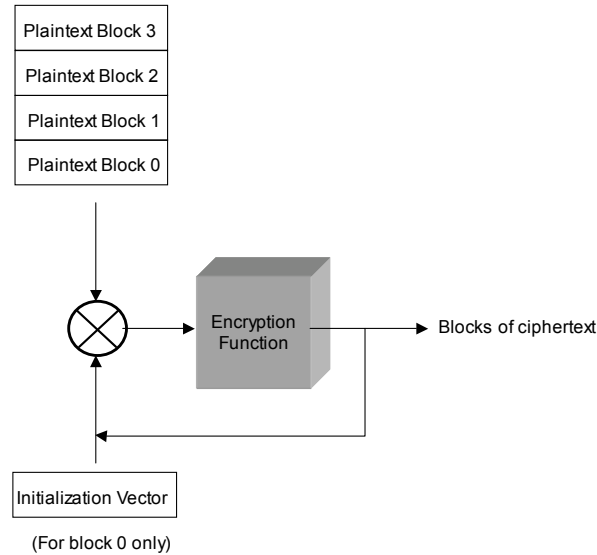 Plaintext Block 3
Plaintext Block 2
Plaintext Block 1
Plaintext Block 0
Encryption
Function
Blocks of ciphertext
Initialization Vector
(For block 0 only)